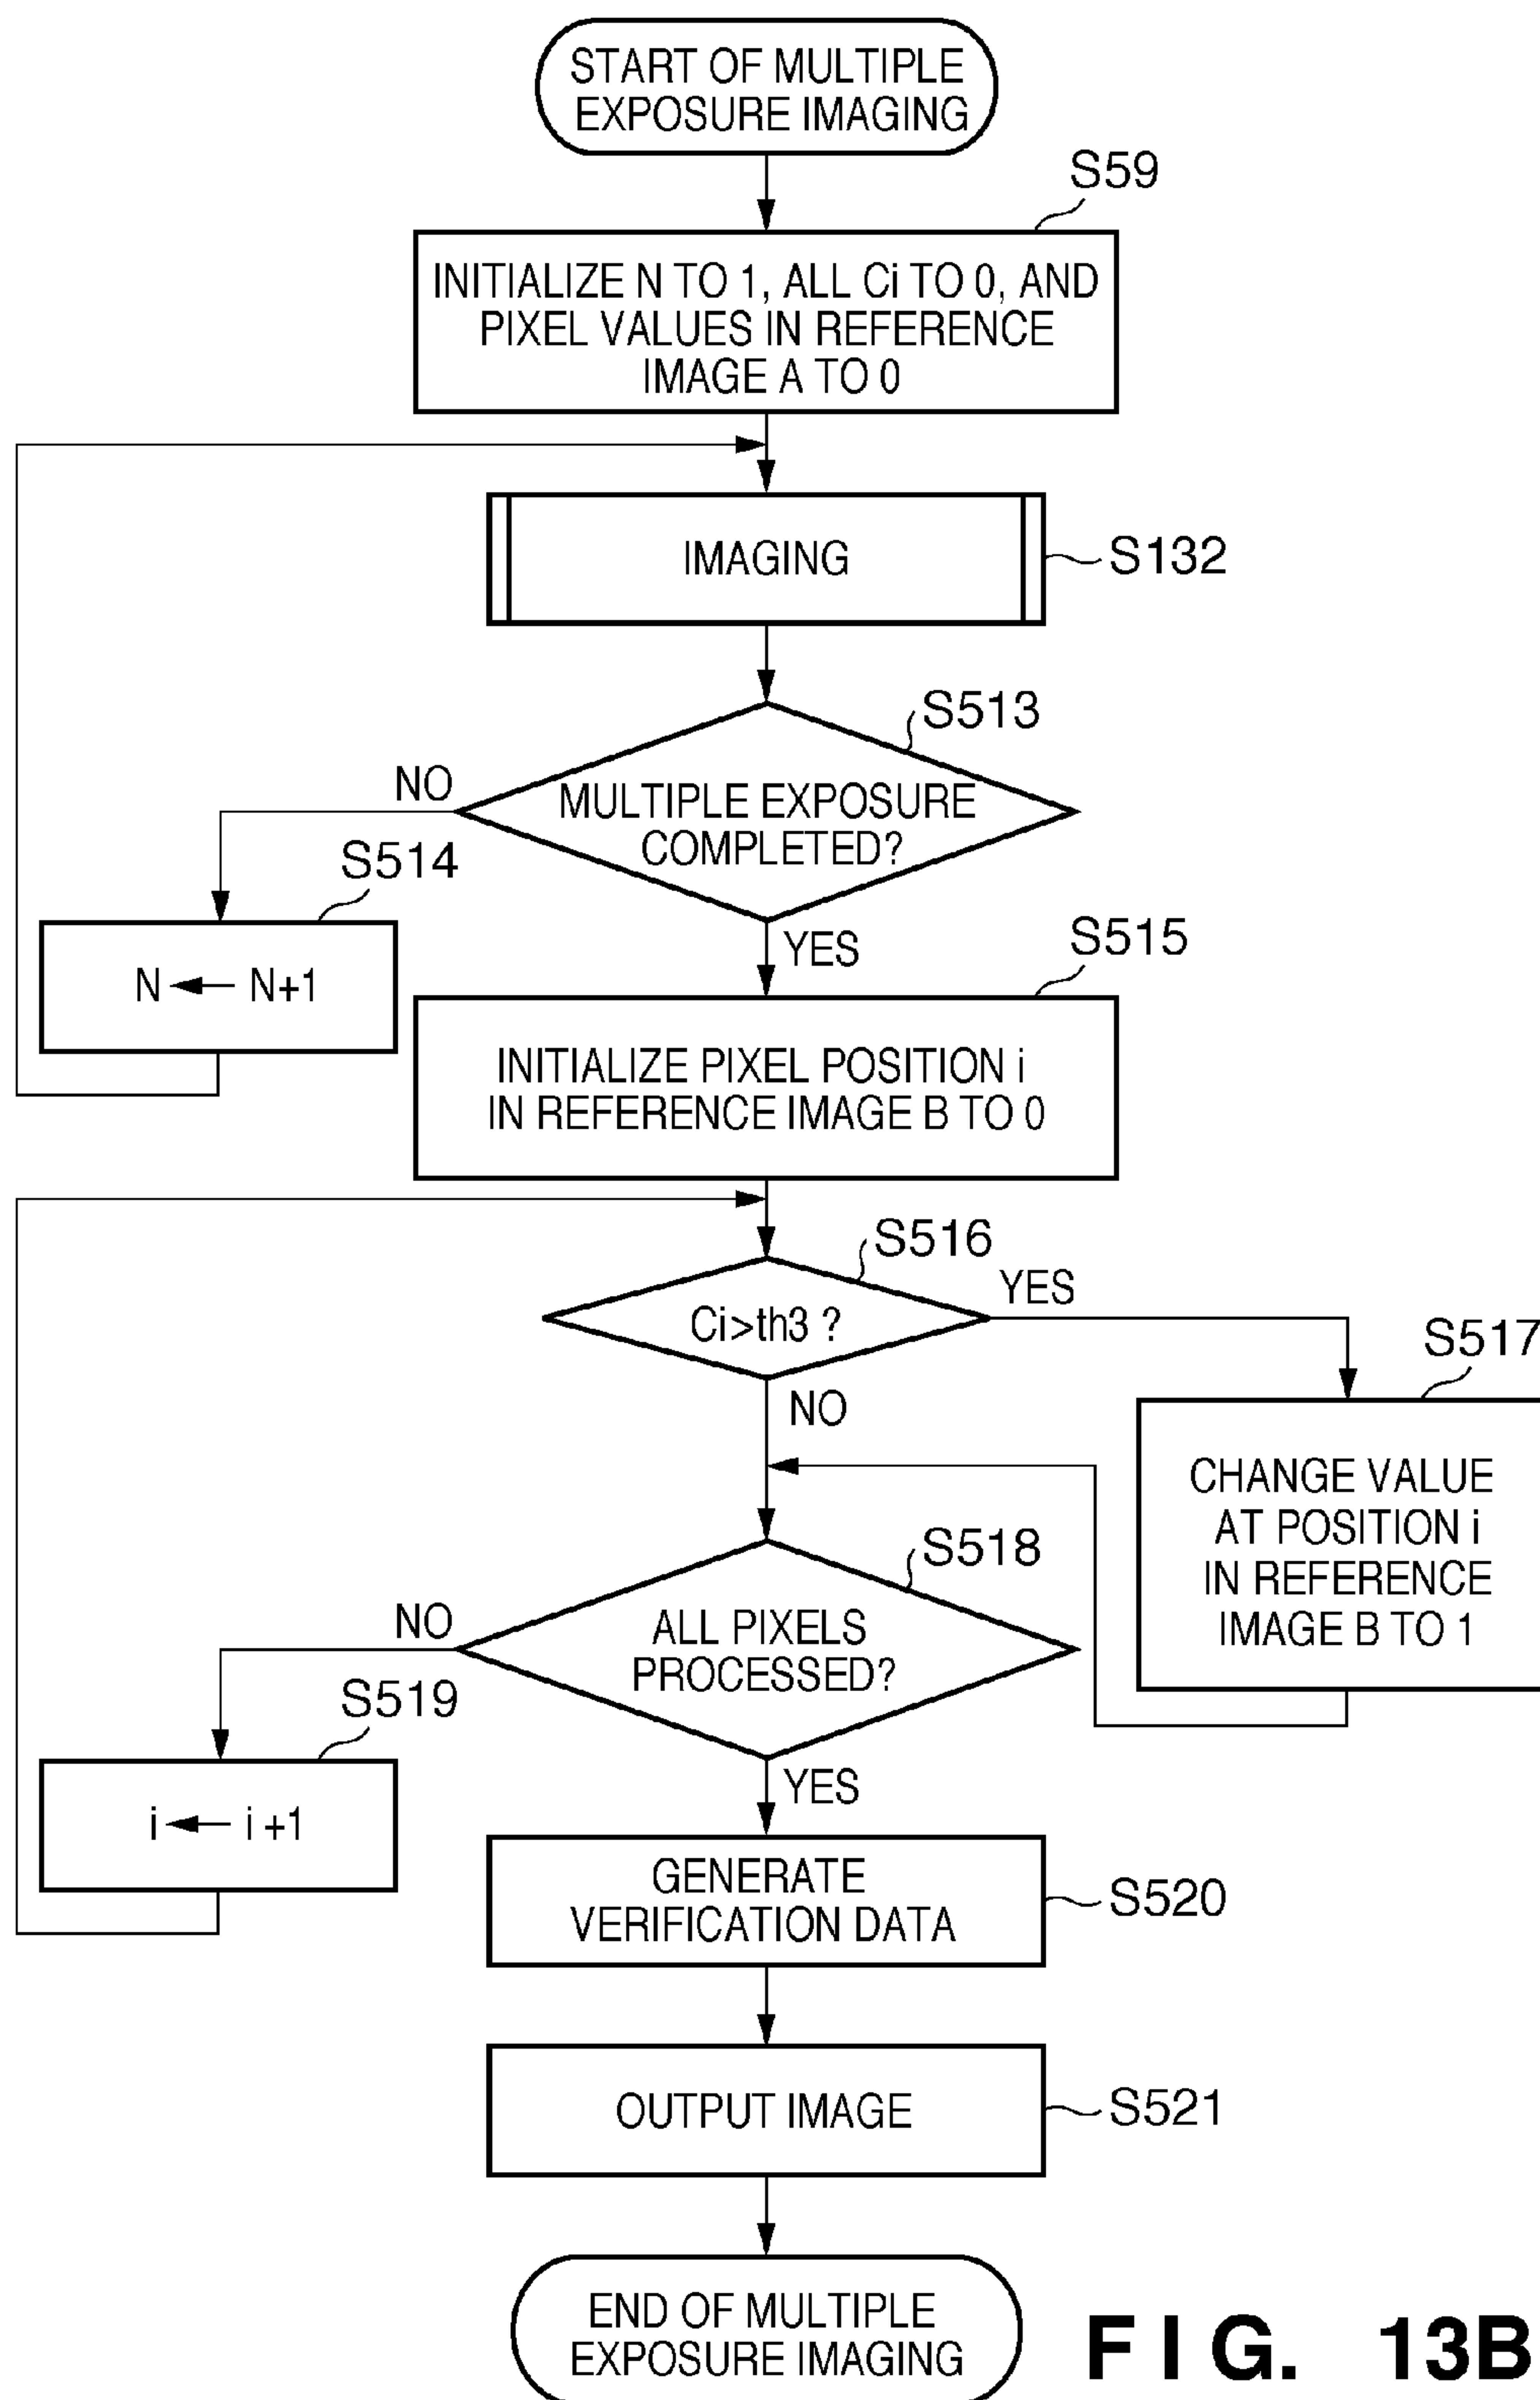 START OF MULTIPLE
EXPOSURE IMAGING
S59
INITIALIZE N TO 1, ALL Ci TO 0, AND
PIXEL VALUES IN REFERENCE
IMAGE A TO 0
IMAGING
S132
S513
NO
MULTIPLE EXPOSURE
COMPLETED?
S514
YES
N ← N+1
S515
INITIALIZE PIXEL POSITION i
IN REFERENCE IMAGE B TO 0
S516
YES
Ci>th3 ?
S517
NO
CHANGE VALUE
AT POSITION i
IN REFERENCE
IMAGE B TO 1
S518
NO
ALL PIXELS
PROCESSED?
S519
YES
i ← i +1
GENERATE
VERIFICATION DATA
S520
OUTPUT IMAGE
S521
END OF MULTIPLE
EXPOSURE IMAGING
FIG. 13B